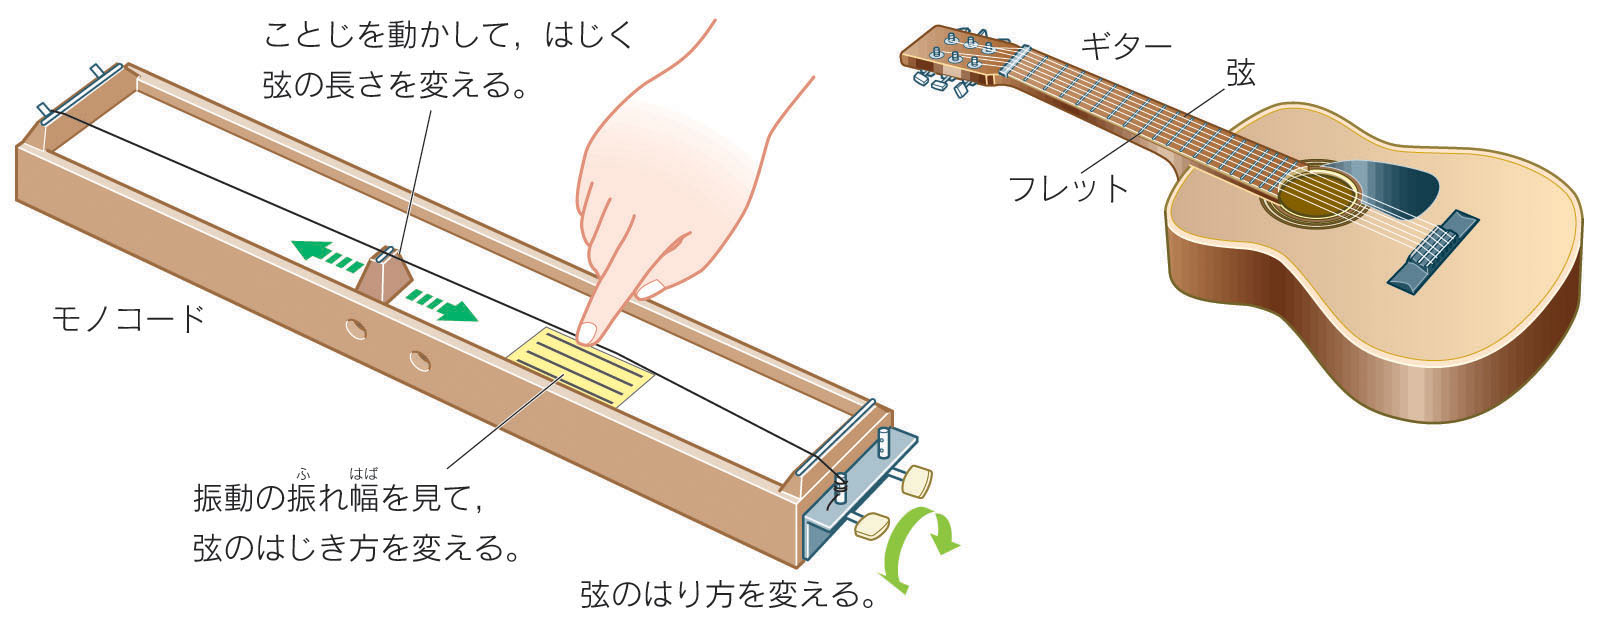 ことじを動かして，はじく
弦の長さを変える。
モノコード
ふ はば
振動の振れ幅を見て，
弦のはじき方を変える。
弦のはり方を変える。
ギター
弦
フレット